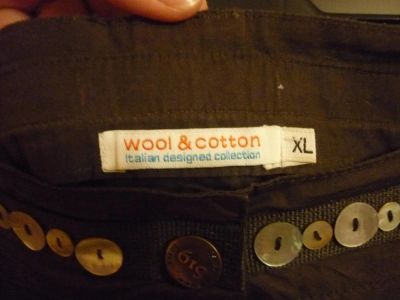 wool & cotton
Italian designed collection
XL